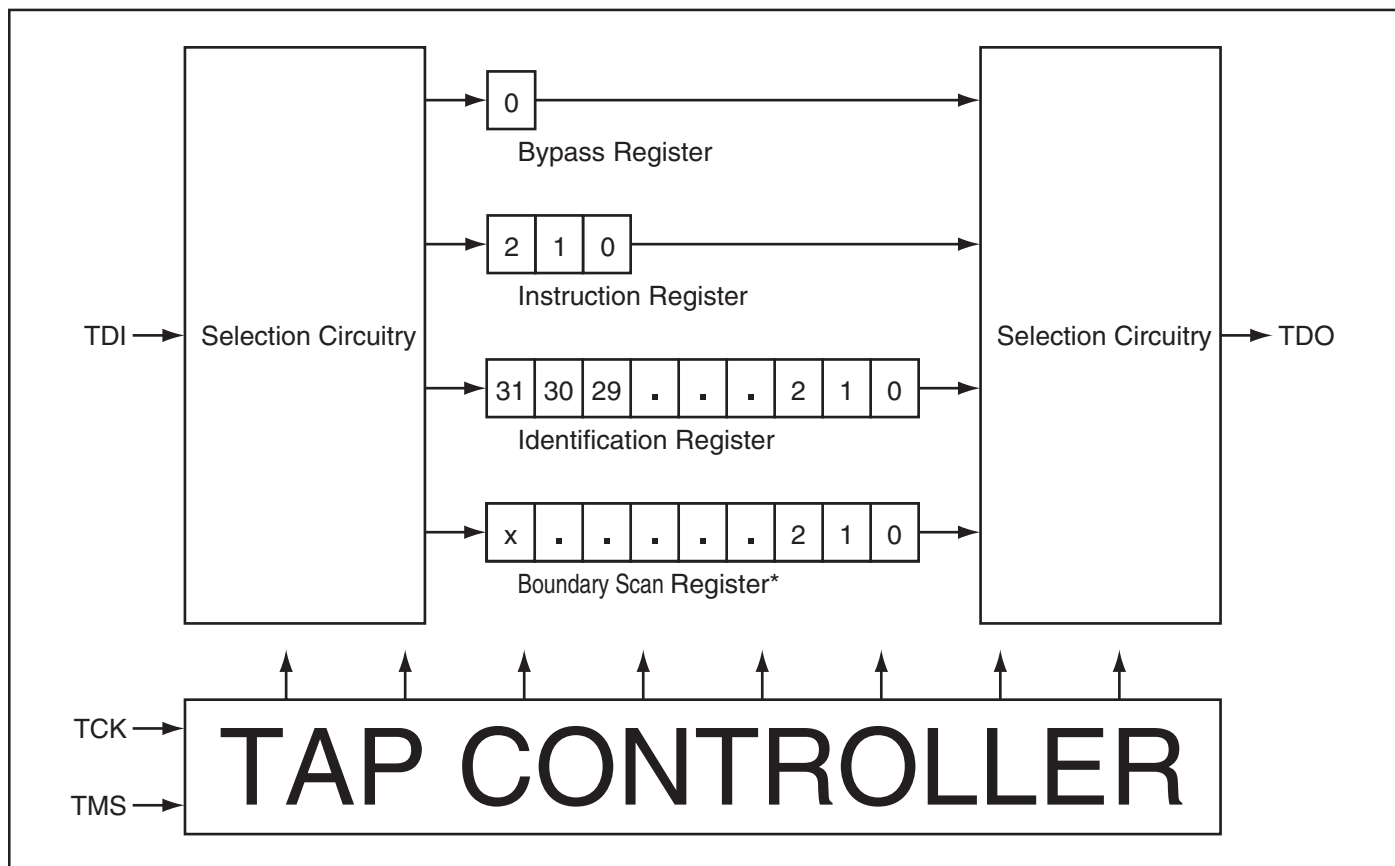 0
Bypass Register
2 1 0
Instruction Register
TDI
Selection Circuitry
Selection Circuitry
TDO
31 30 29 . . . 2 1 0
Identification Register
x . . . . . 2 1 0
Boundary Scan Register*
TCK
TMS
TAP CONTROLLER